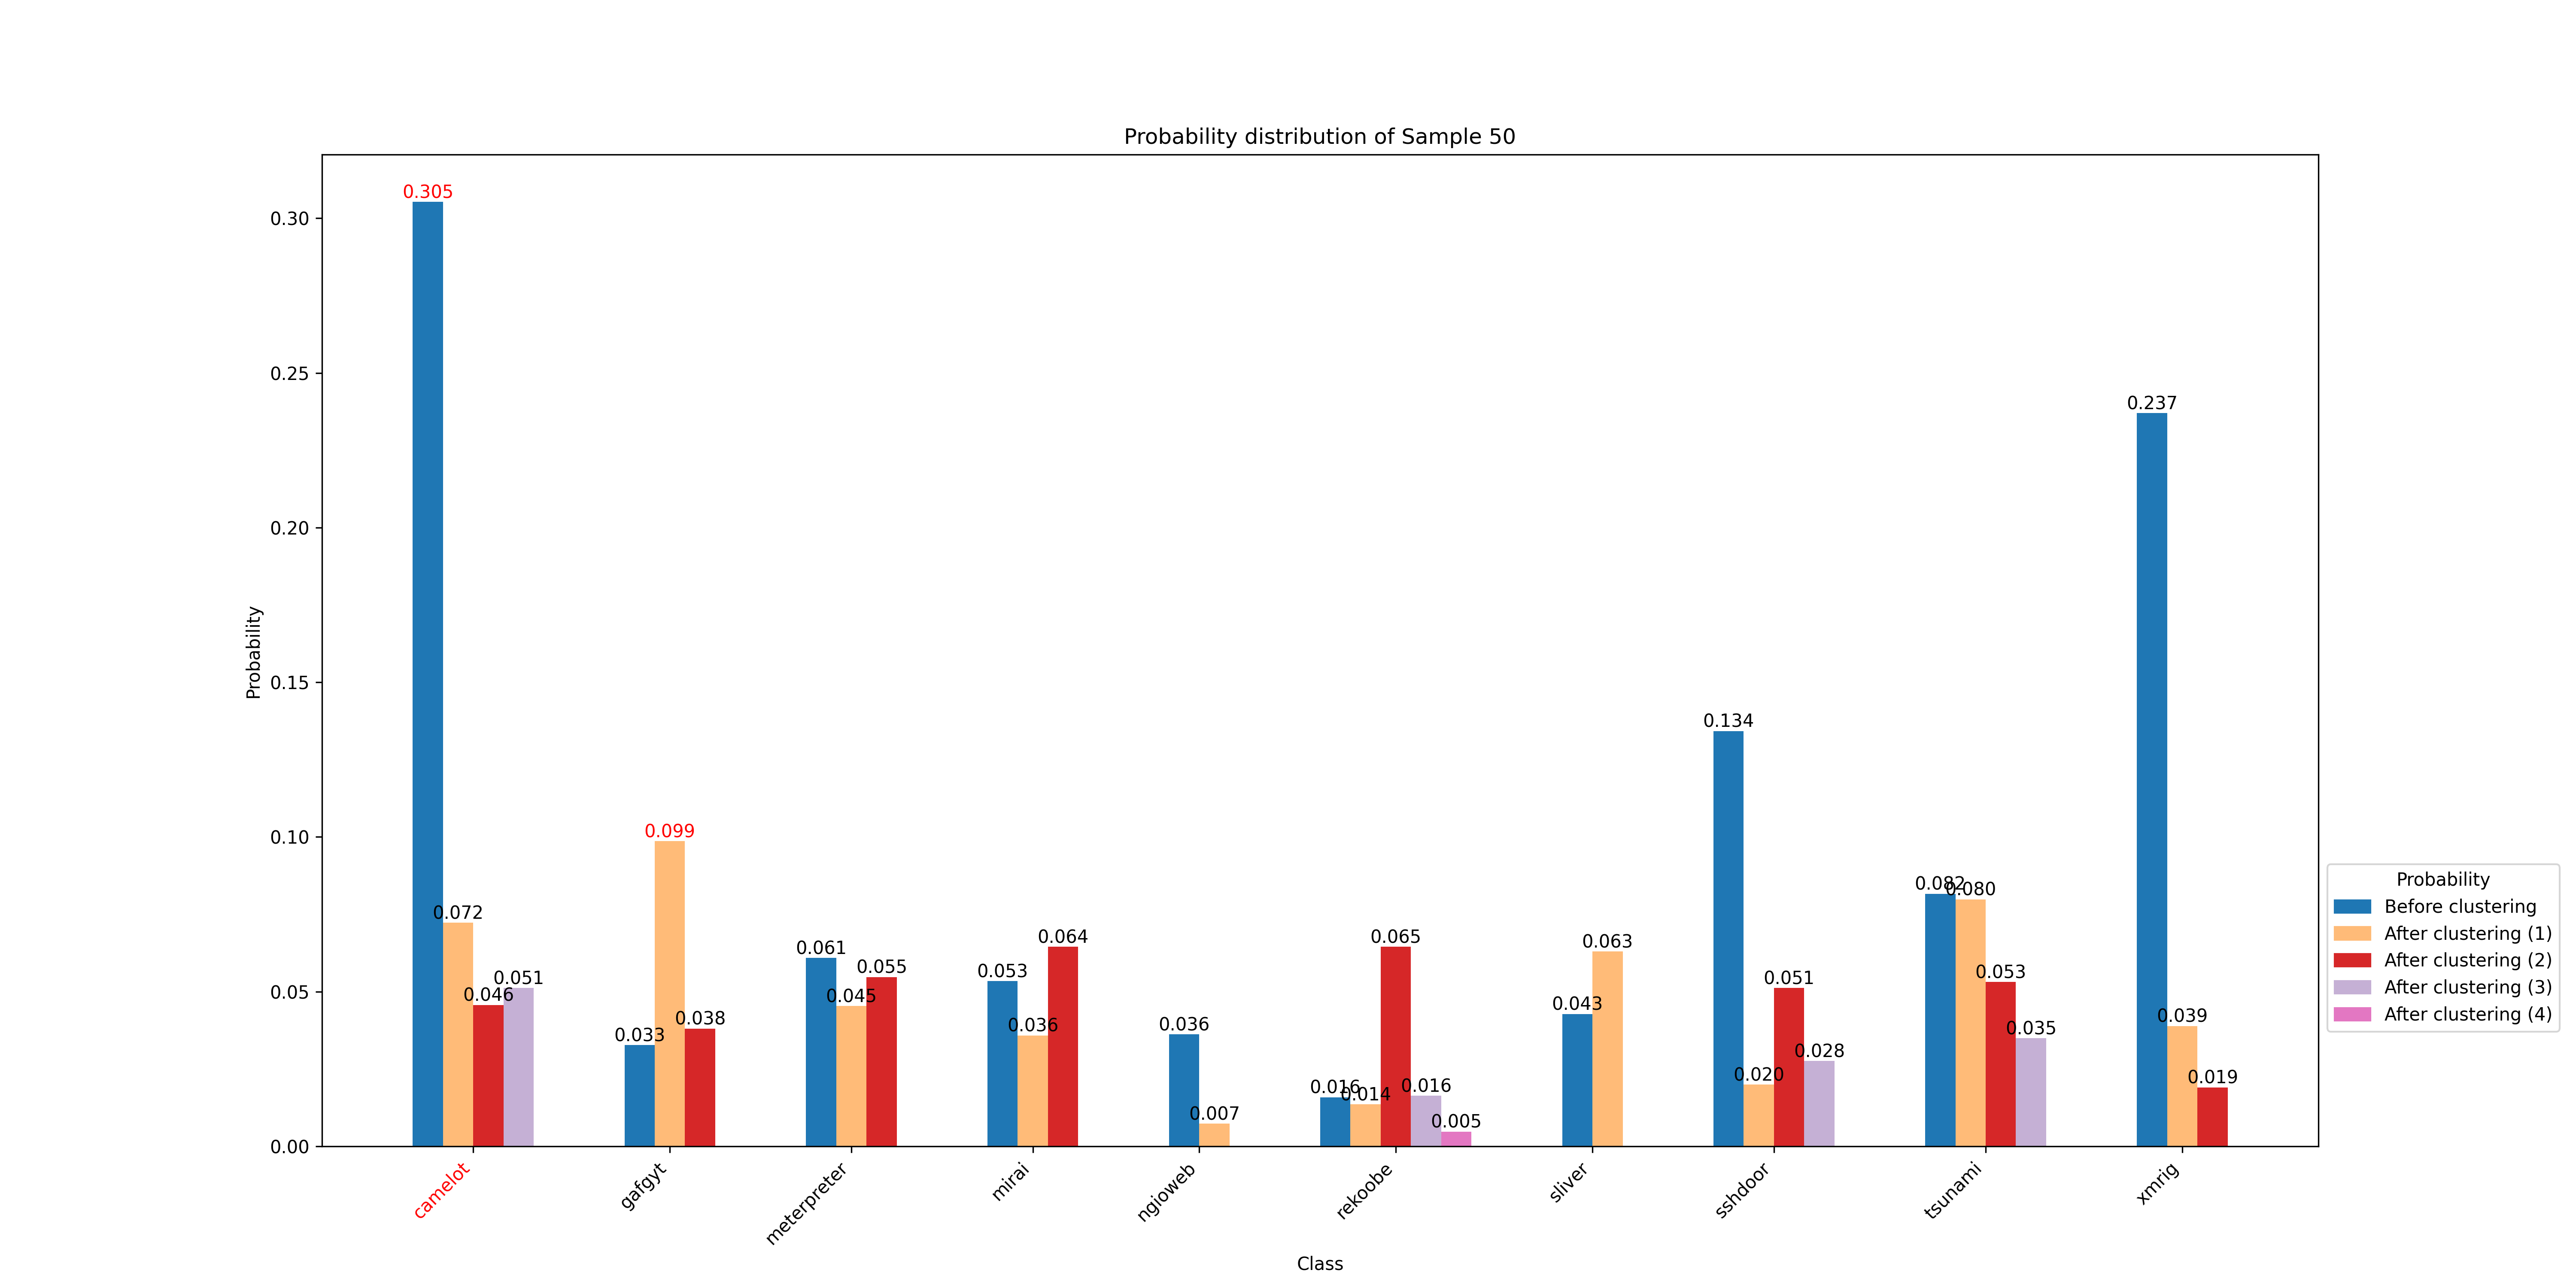 Probability distribution of Sample 50
Probability
0.30
0.25
0.20
0.15
0.10
0.05
0.00
0.305
0.072
0.046
0.051
0.033
0.099
0.038
0.061
0.045
0.055
0.053
0.036
0.064
0.036
0.007
0.016
0.014
0.065
0.016
0.005
0.043
0.063
0.134
0.020
0.051
0.028
0.082
0.080
0.053
0.035
0.237
0.039
0.019
camelot
gafgyt
meterpreter
mirai
ngioweb
rekoobe
sliver
sshdoor
tsunami
xmrig
Class
Probability
Before clustering
After clustering (1)
After clustering (2)
After clustering (3)
After clustering (4)